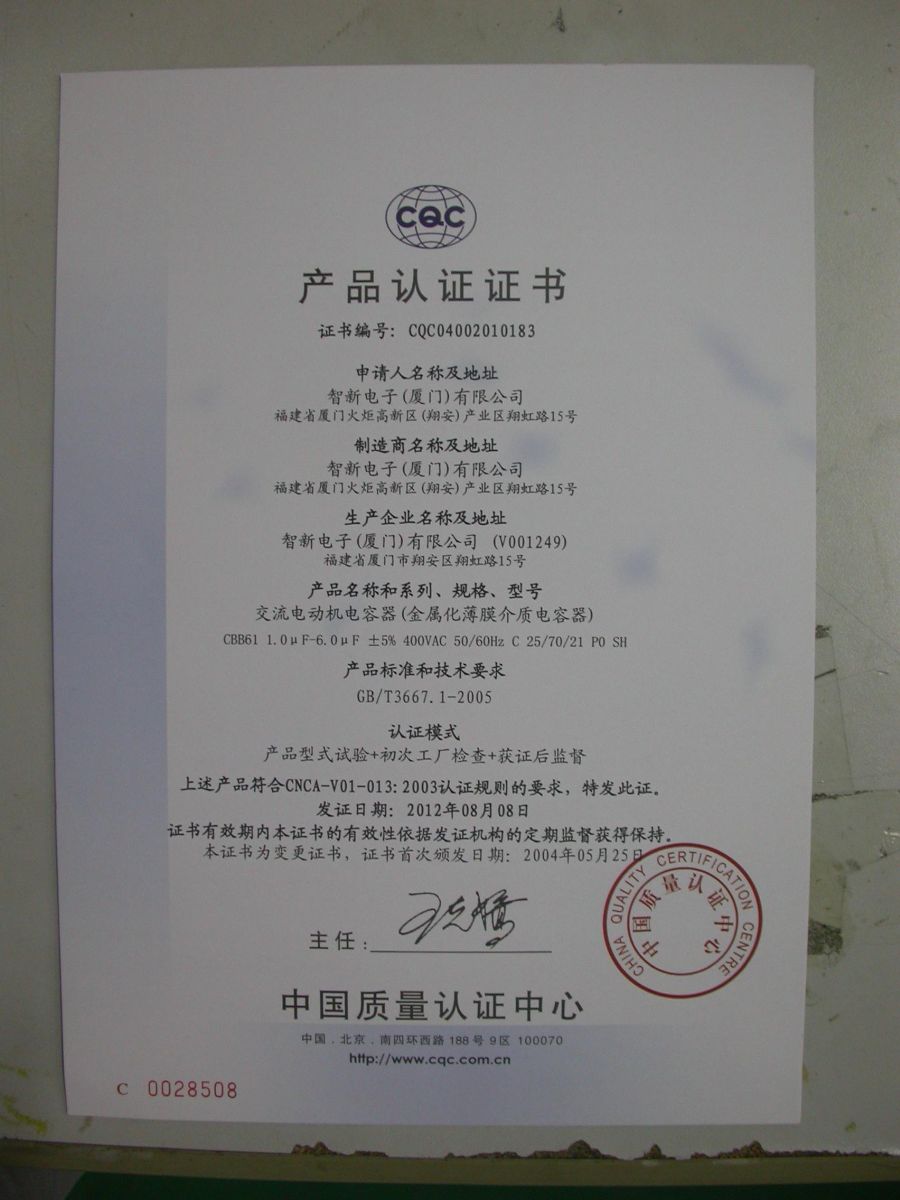 CQC
产品认证证书
证书编号：CQC04002010183
申请人名称及地址
智新电子(厦门)有限公司
福建省厦门火炬高新区(翔安)产业区翔虹路15号
制造商名称及地址
智新电子(厦门)有限公司
福建省厦门火炬高新区(翔安)产业区翔虹路15号
生产企业名称及地址
智新电子(厦门)有限公司 (V001249)
福建省厦门市翔安区翔虹路15号
产品名称和系列、规格、型号
交流电动机电容器(金属化薄膜介质电容器)
CBB61 1.0μF-6.0μF ±5% 400VAC 50/60Hz C 25/70/21 P0 SH
产品标准和技术要求
GB/T3667.1-2005
认证模式
产品型式试验+初次工厂检查+获证后监督
上述产品符合CNCA-V01-013:2003认证规则的要求，特发此证。
发证日期：2012年08月08日
证书有效期内本证书的有效性依据发证机构的定期监督获得保持。
本证书为变更证书，证书首次颁发日期：2004年05月25日
CHINA QUALITY CERTIFICATION CENTRE
中国质量认证中心
主任：
中国质量认证中心
中国．北京．南四环西路 188 号 9 区 100070
http://www.cqc.com.cn
C 0028508